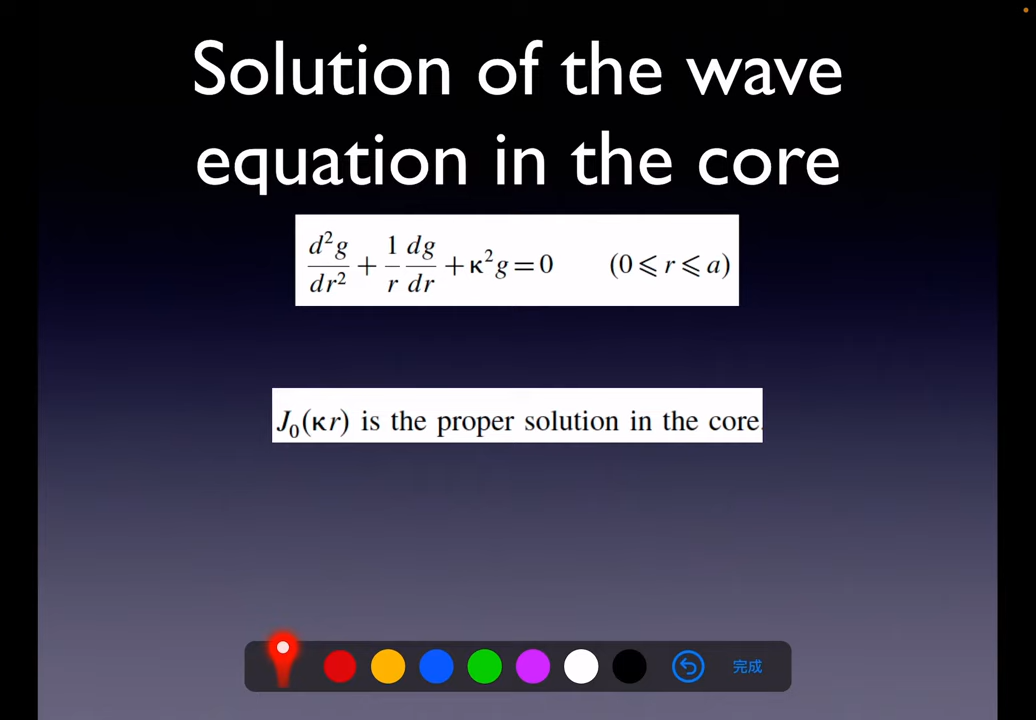 Solution of the wave
equation in the core
d²g/dr² + 1/r dg/dr + κ²g = 0 (0 ⩽ r ⩽ a)
J₀(κr) is the proper solution in the core.
完成